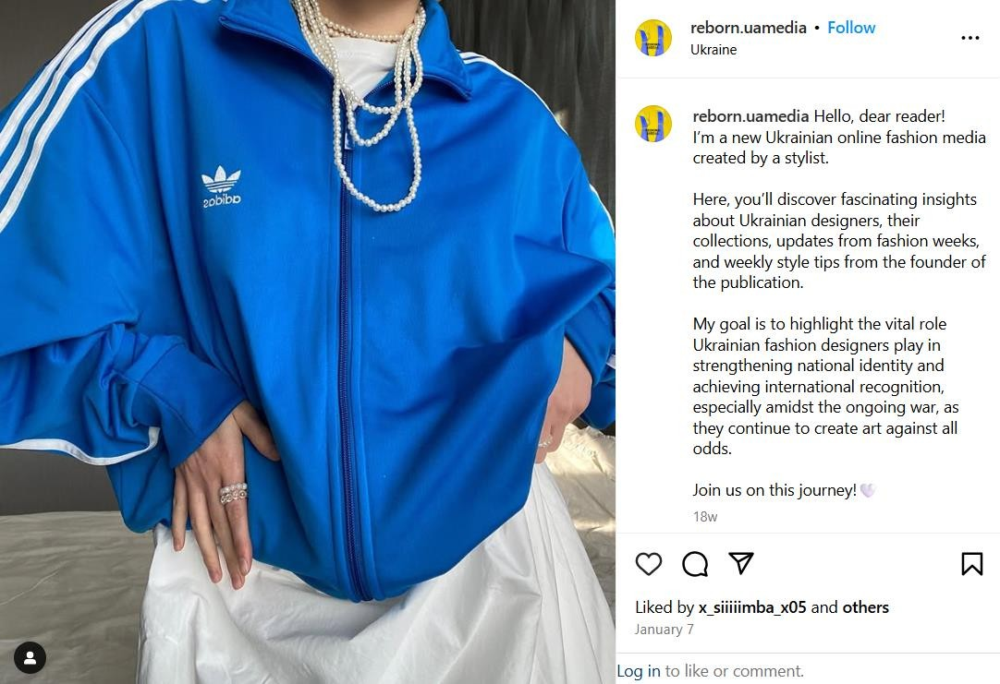 adidas
reborn.uamedia • Follow
Ukraine
reborn.uamedia Hello, dear reader!
I’m a new Ukrainian online fashion media
created by a stylist.
Here, you’ll discover fascinating insights
about Ukrainian designers, their
collections, updates from fashion weeks,
and weekly style tips from the founder of
the publication.
My goal is to highlight the vital role
Ukrainian fashion designers play in
strengthening national identity and
achieving international recognition,
especially amidst the ongoing war, as
they continue to create art against all
odds.
Join us on this journey!🤍
18w
Liked by x_siiiiimba_x05 and others
January 7
Log in to like or comment.